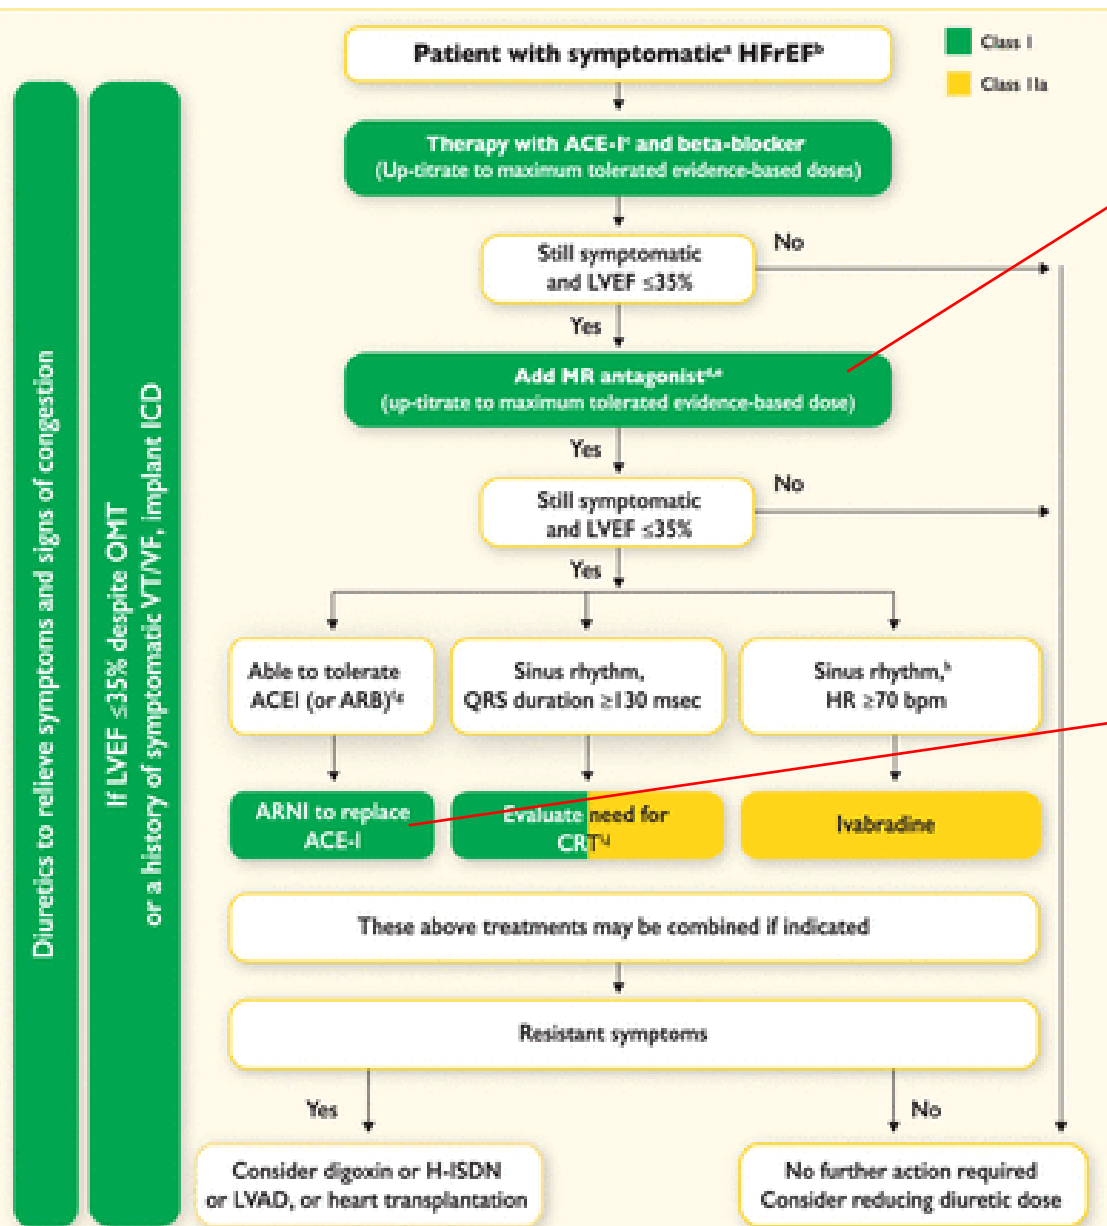 Patient with symptomaticᵃ HFrEFᵇ
Class I
Class IIa
Therapy with ACE-Iᶜ and beta-blocker
(Up-titrate to maximum tolerated evidence-based doses)
Still symptomatic
and LVEF ≤35%
No
Yes
Add MR antagonistᵈ,ᵉ
(up-titrate to maximum tolerated evidence-based dose)
Yes
Still symptomatic
and LVEF ≤35%
No
Yes
Able to tolerate
ACEI (or ARB)ᶠ,ᵍ
Sinus rhythm,
QRS duration ≥130 msec
Sinus rhythm,ʰ
HR ≥70 bpm
ARNI to replace
ACE-I
Evaluate need for
CRTⁱ,ʲ
Ivabradine
These above treatments may be combined if indicated
Resistant symptoms
Yes
No
Consider digoxin or H-ISDN
or LVAD, or heart transplantation
No further action required
Consider reducing diuretic dose
Diuretics to relieve symptoms and signs of congestion
If LVEF ≤35% despite OMT
or a history of symptomatic VT/VF, implant ICD